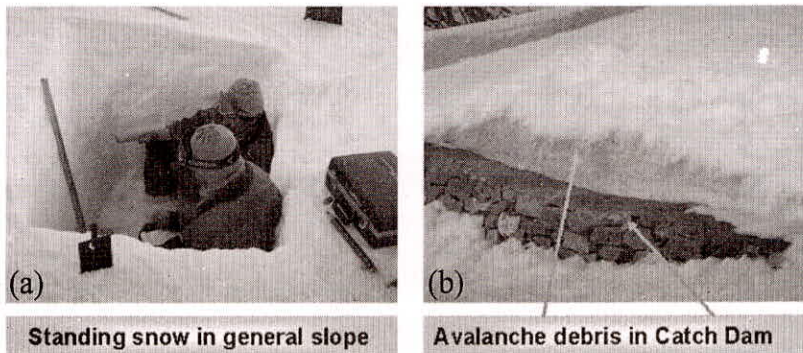 (a)
(b)
Standing snow in general slope
Avalanche debris in Catch Dam